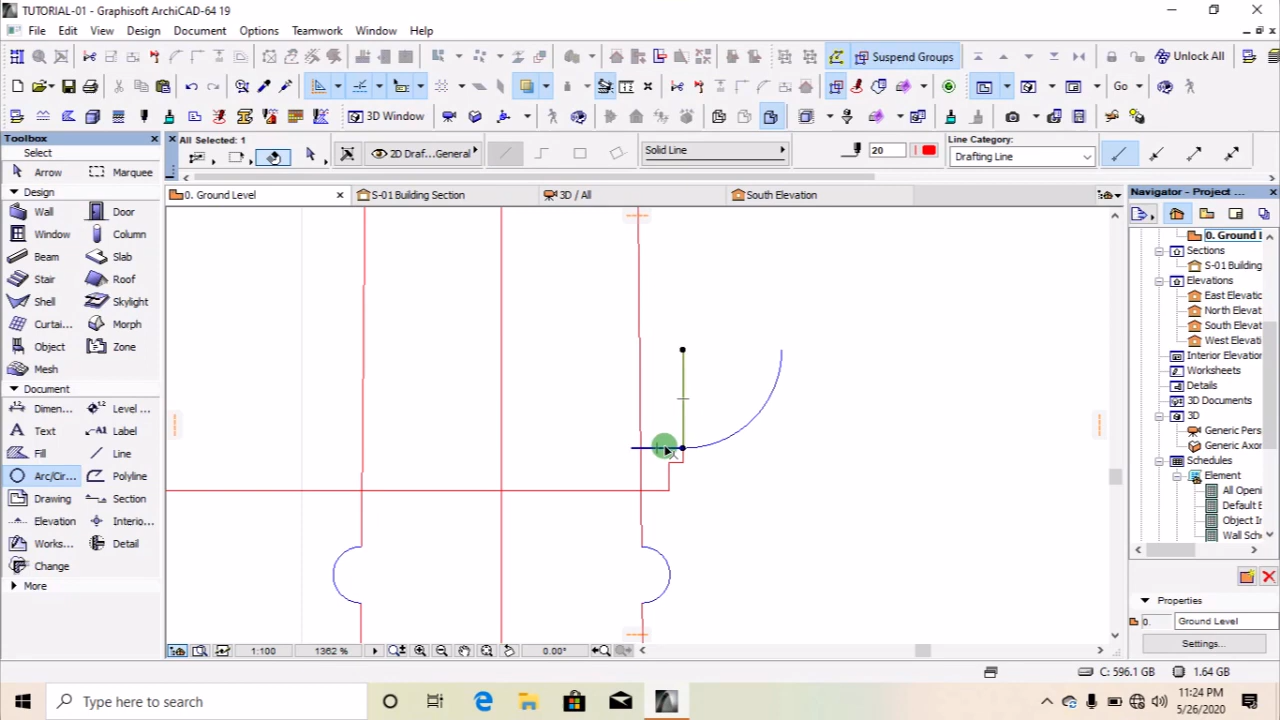 TUTORIAL-01 - Graphisoft ArchiCAD-64 19
File Edit View Design Document Options Teamwork Window Help
Suspend Groups
Unlock All
3D Window
Go
Toolbox
Select
Arrow Marquee
Design
Wall Door
Window Column
Beam Slab
Stair Roof
Shell Skylight
Curtai... Morph
Object Zone
Mesh
Document
Dimen... Level ...
Text Label
Fill Line
Arc/Cir... Polyline
Drawing Section
Elevation Interio...
Works... Detail
Change
More
All Selected: 1
2D Draf...General
Solid Line
20
Line Category:
Drafting Line
0. Ground Level
S-01 Building Section
3D / All
South Elevation
Navigator - Project ...
0. Ground l
Sections
S-01 Building
Elevations
East Elevatio
North Elevat
South Elevat
West Elevati
Interior Elevation
Worksheets
Details
3D Documents
3D
Generic Pers
Generic Axor
Schedules
Element
All Openi
Default E
Object In
Wall Sch
Properties
0. Ground Level
Settings...
1:100 1362 % 0.00°
C: 596.1 GB 1.64 GB
Type here to search
11:24 PM
5/26/2020